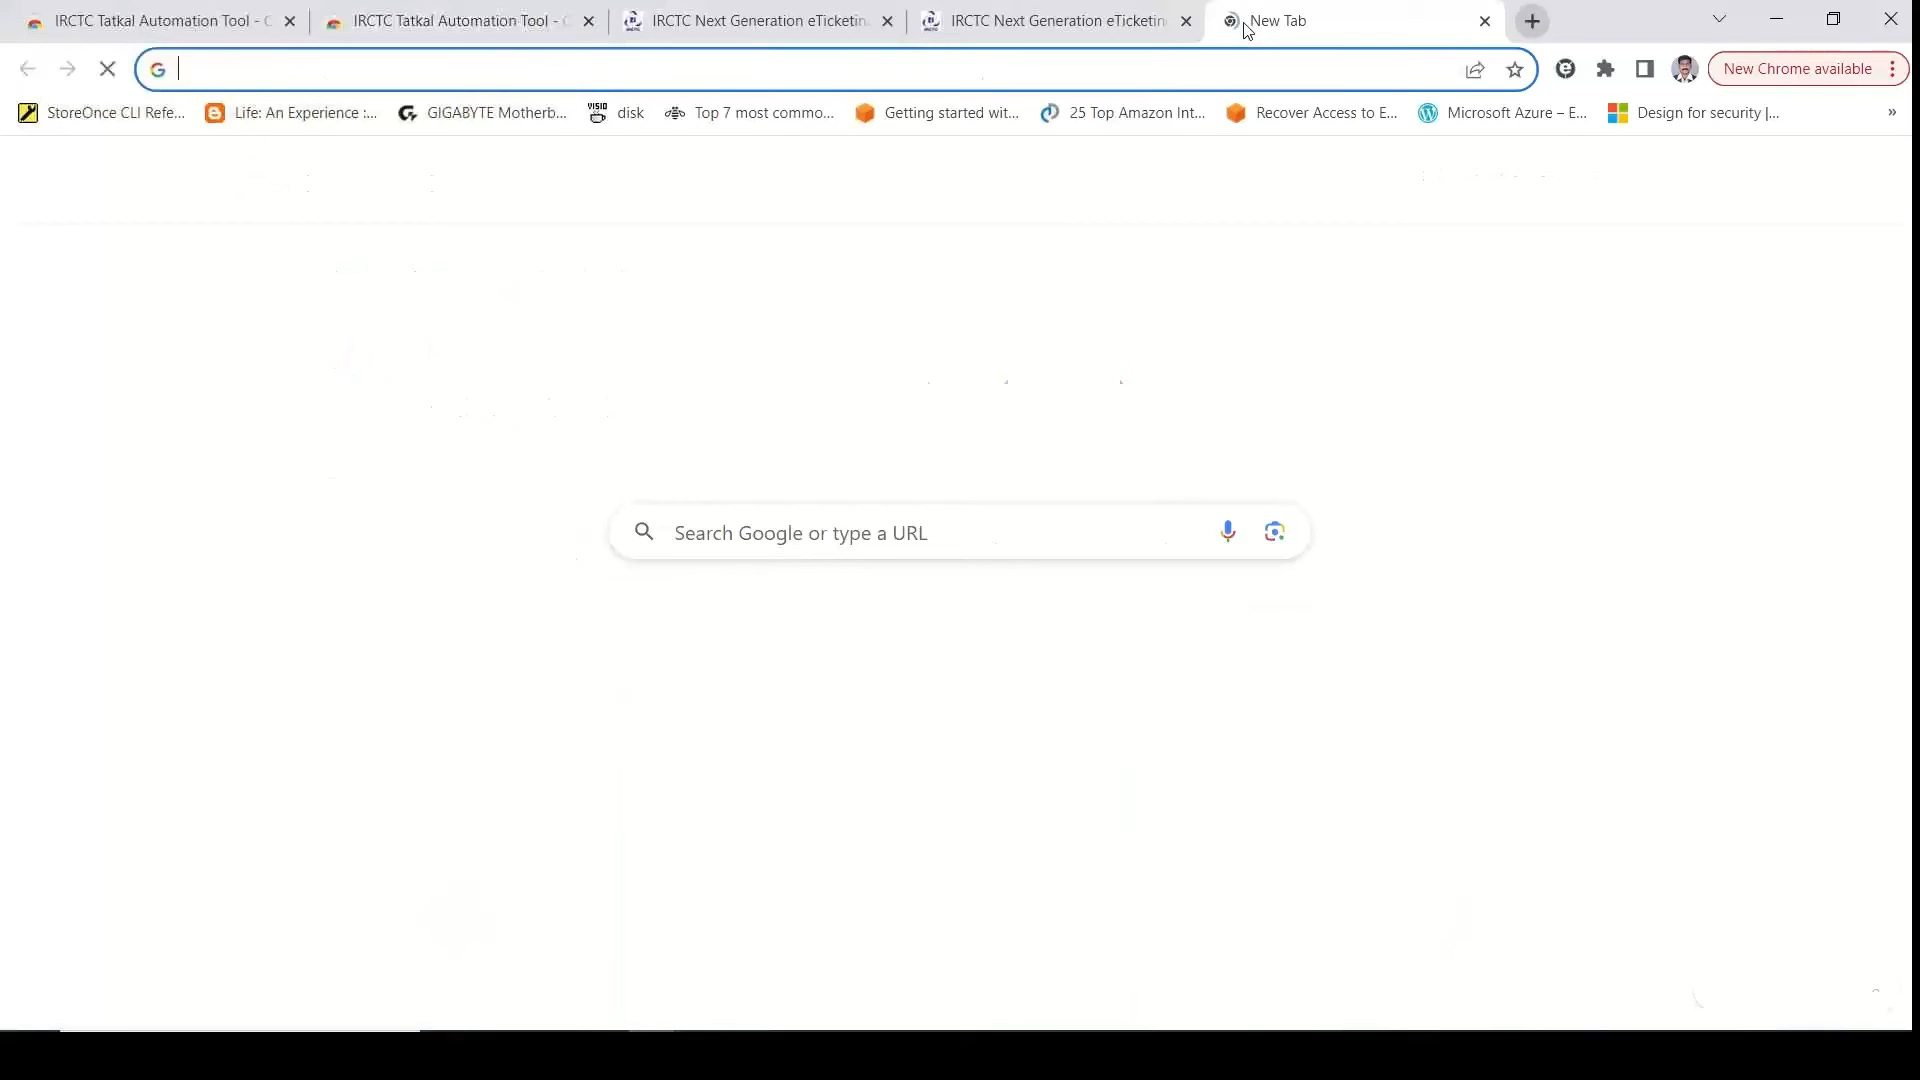 IRCTC Tatkal Automation Tool - C
IRCTC Tatkal Automation Tool - C
IRCTC Next Generation eTicketin
IRCTC Next Generation eTicketin
New Tab
New Chrome available
StoreOnce CLI Refe...
Life: An Experience :...
GIGABYTE Motherb...
VISIO
disk
Top 7 most commo...
Getting started wit...
25 Top Amazon Int...
Recover Access to E...
Microsoft Azure – E...
Design for security |...
»
Search Google or type a URL